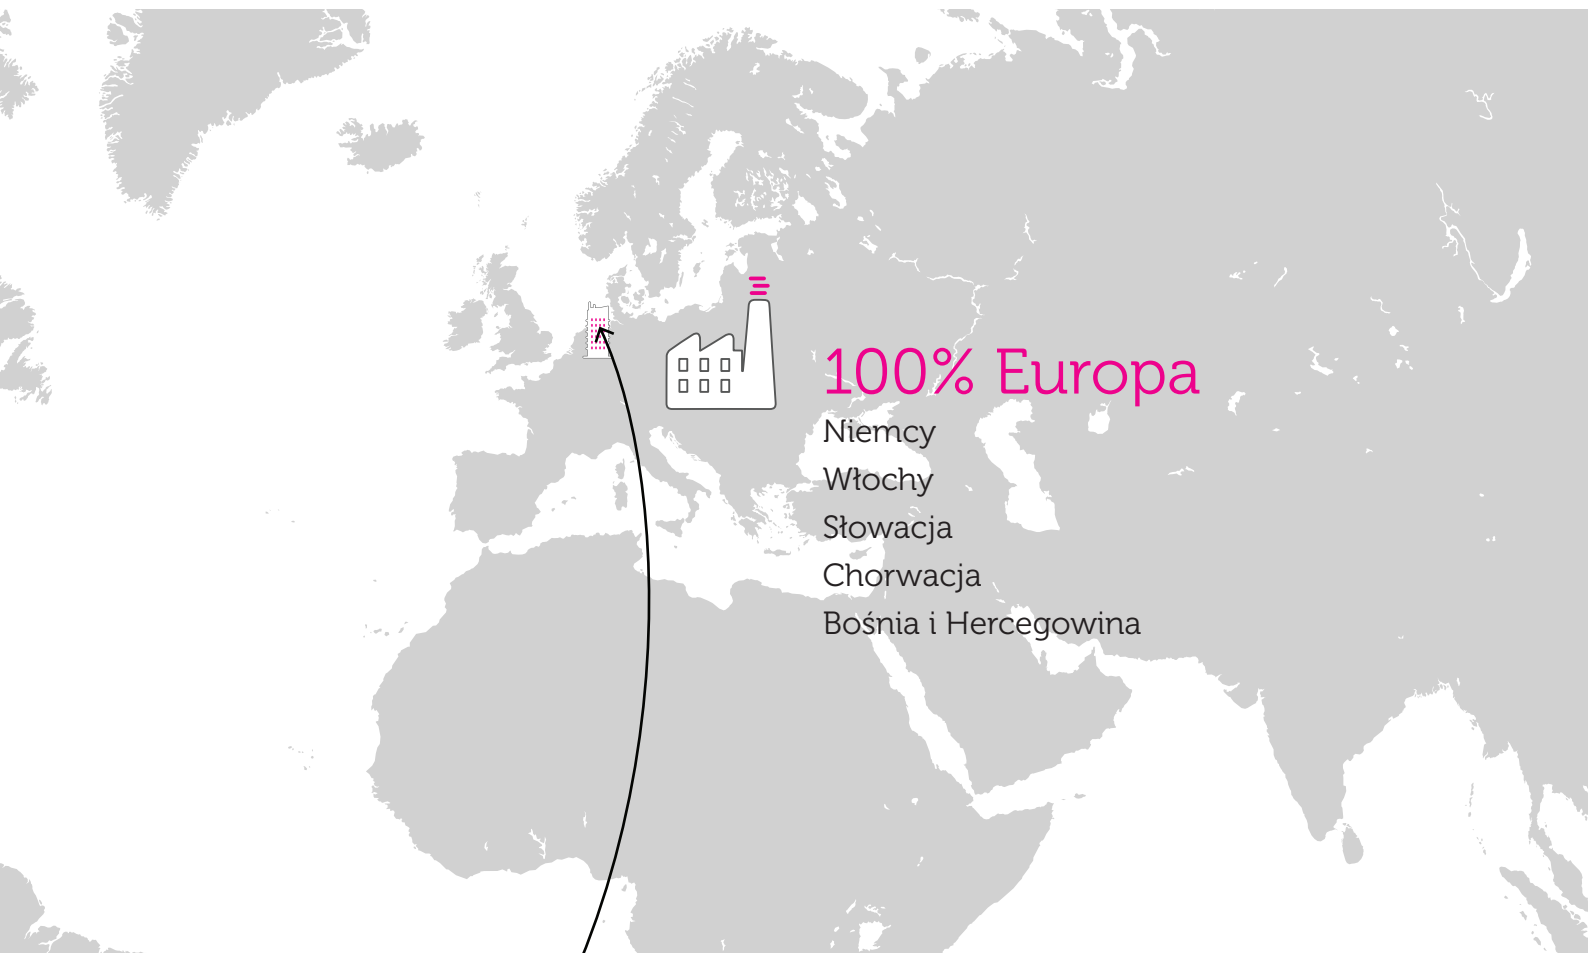 100% Europa
Niemcy
Włochy
Słowacja
Chorwacja
Bośnia i Hercegowina